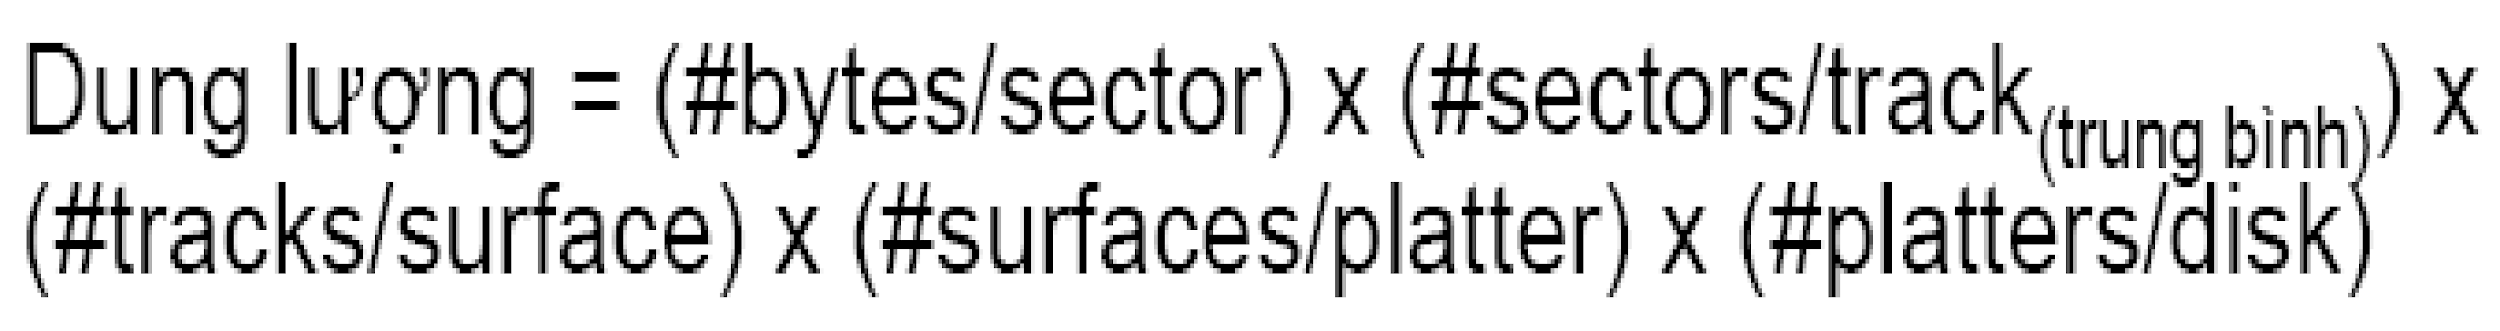 Dung lượng = (#bytes/sector) x (#sectors/track(trung bình)) x
(#tracks/surface) x (#surfaces/platter) x (#platters/disk)